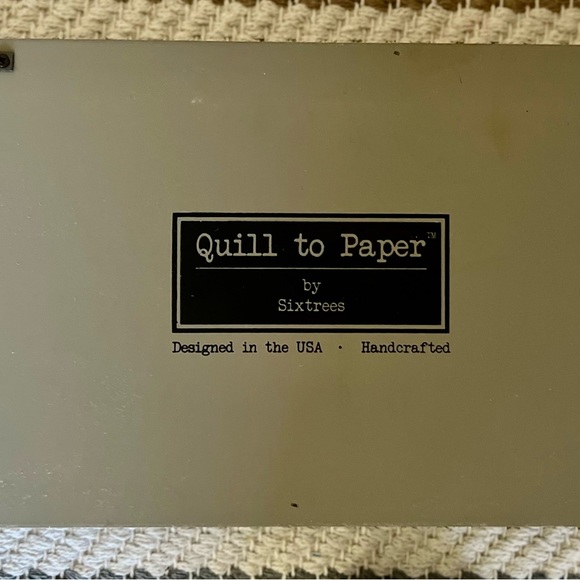 Quill to Paper™
by
Sixtrees
Designed in the USA · Handcrafted